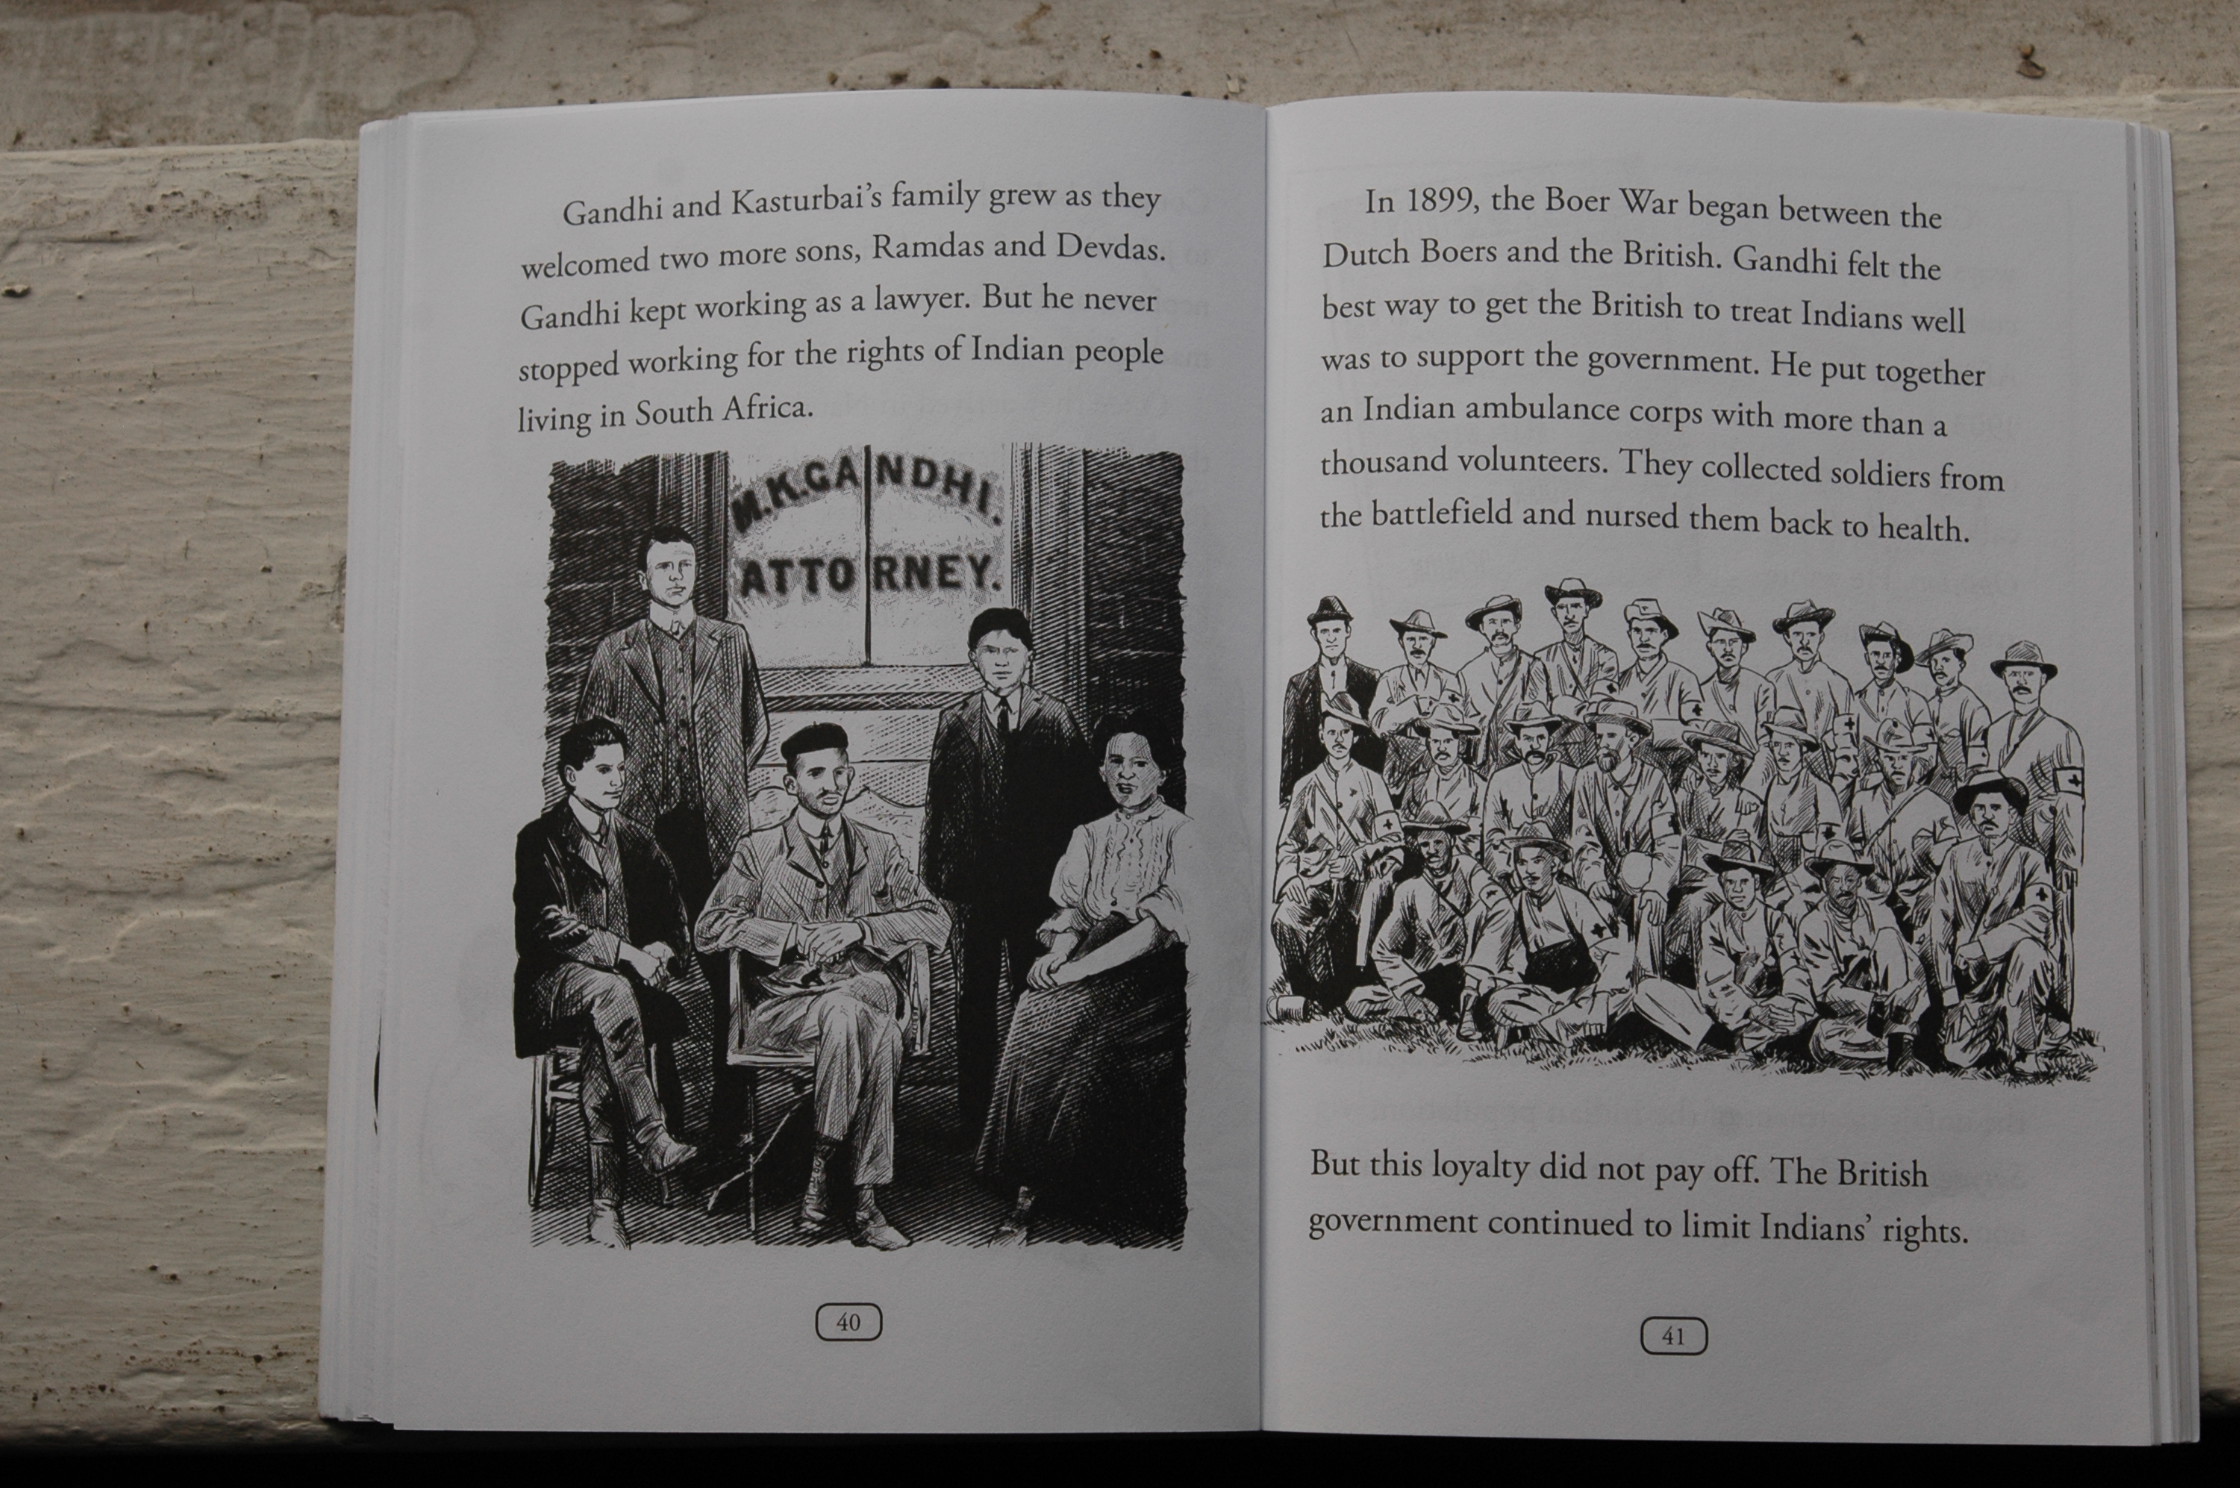 Gandhi and Kasturbai's family grew as they
welcomed two more sons, Ramdas and Devdas.
Gandhi kept working as a lawyer. But he never
stopped working for the rights of Indian people
living in South Africa.
M.K.GANDHI.
ATTORNEY.
40
In 1899, the Boer War began between the
Dutch Boers and the British. Gandhi felt the
best way to get the British to treat Indians well
was to support the government. He put together
an Indian ambulance corps with more than a
thousand volunteers. They collected soldiers from
the battlefield and nursed them back to health.
But this loyalty did not pay off. The British
government continued to limit Indians' rights.
41